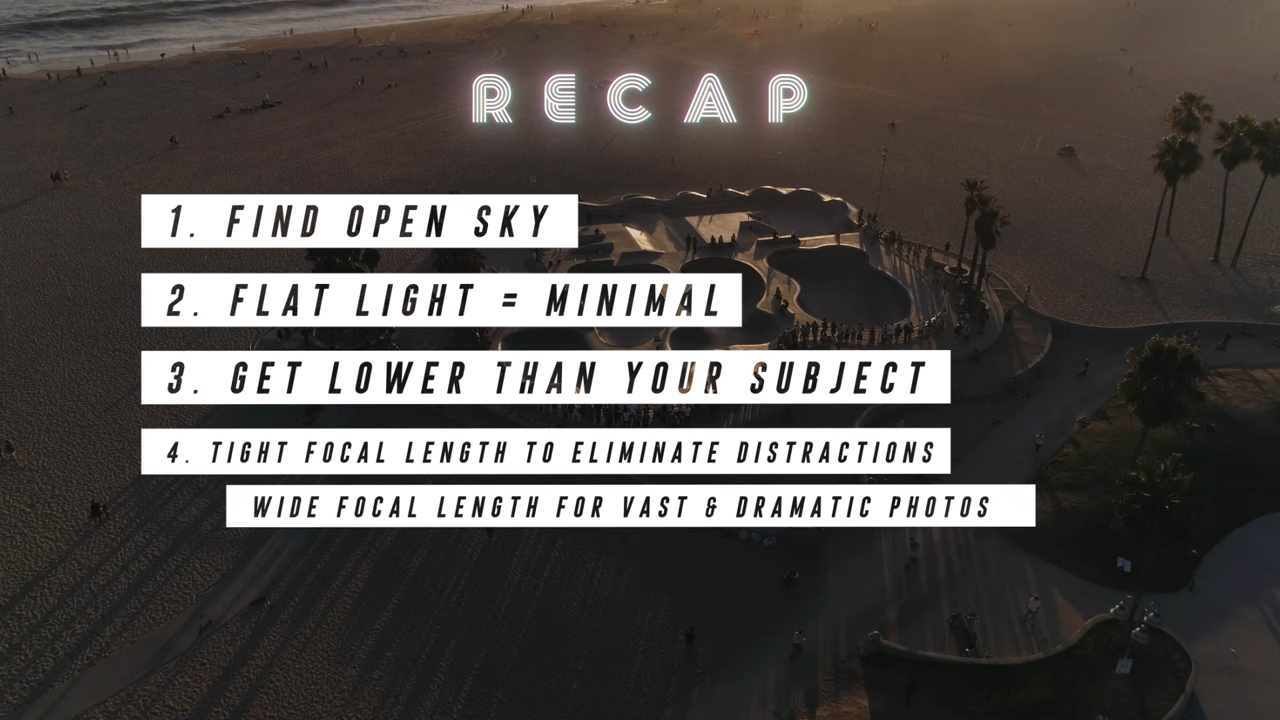 RECAP
1. FIND OPEN SKY
2. FLAT LIGHT = MINIMAL
3. GET LOWER THAN YOUR SUBJECT
4. TIGHT FOCAL LENGTH TO ELIMINATE DISTRACTIONS
WIDE FOCAL LENGTH FOR VAST & DRAMATIC PHOTOS